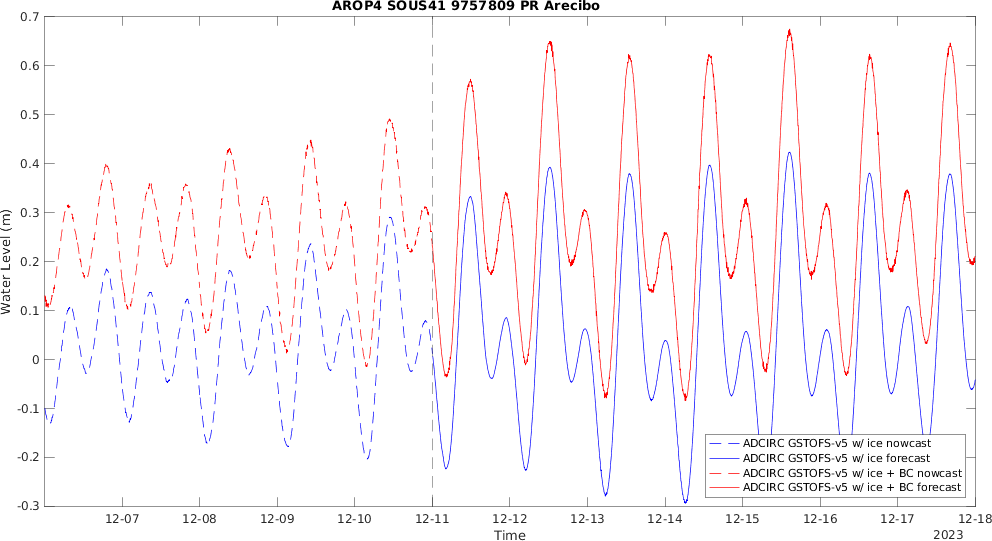 AROP4 SOUS41 9757809 PR Arecibo
0.7
0.6
0.5
0.4
0.3
0.2
0.1
0
-0.1
-0.2
-0.3
Water Level (m)
ADCIRC GSTOFS-v5 w/ ice nowcast
ADCIRC GSTOFS-v5 w/ ice forecast
ADCIRC GSTOFS-v5 w/ ice + BC nowcast
ADCIRC GSTOFS-v5 w/ ice + BC forecast
12-07 12-08 12-09 12-10 12-11 12-12 12-13 12-14 12-15 12-16 12-17 12-18
Time
2023